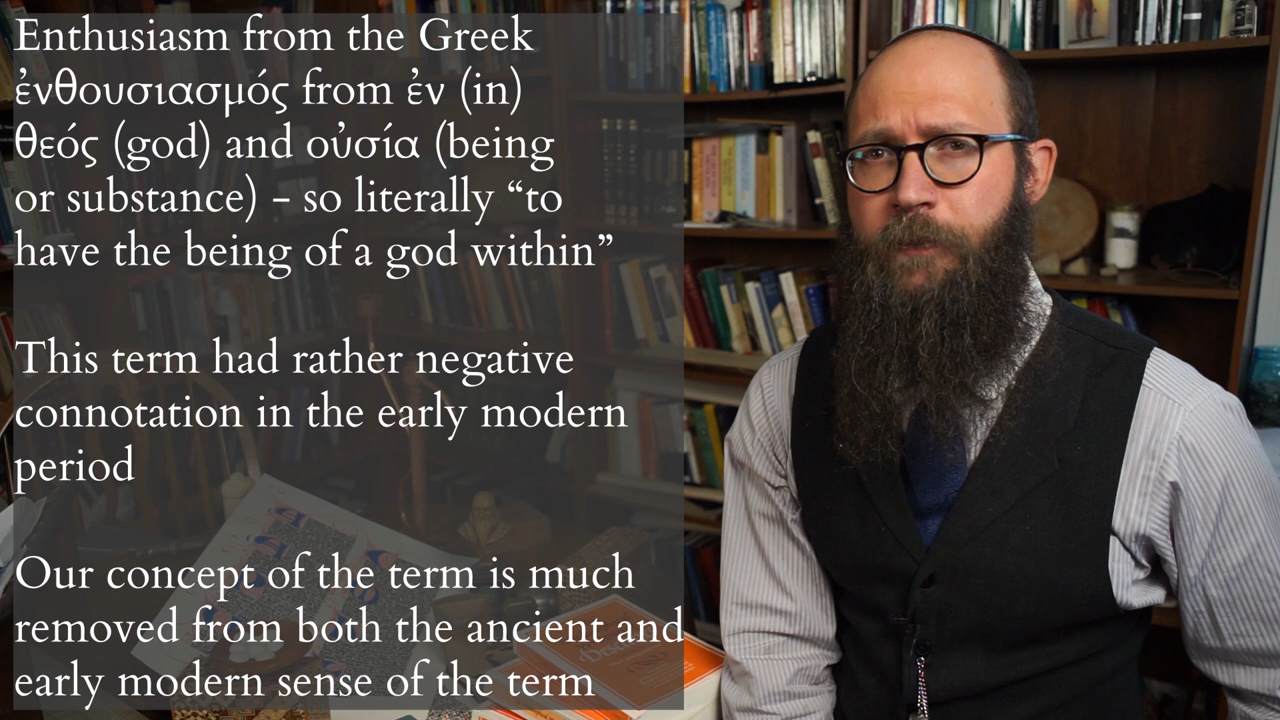 Enthusiasm from the Greek
ἐνθουσιασμός from ἐν (in)
θεός (god) and οὐσία (being
or substance) – so literally “to
have the being of a god within”
This term had rather negative
connotation in the early modern
period
Our concept of the term is much
removed from both the ancient and
early modern sense of the term